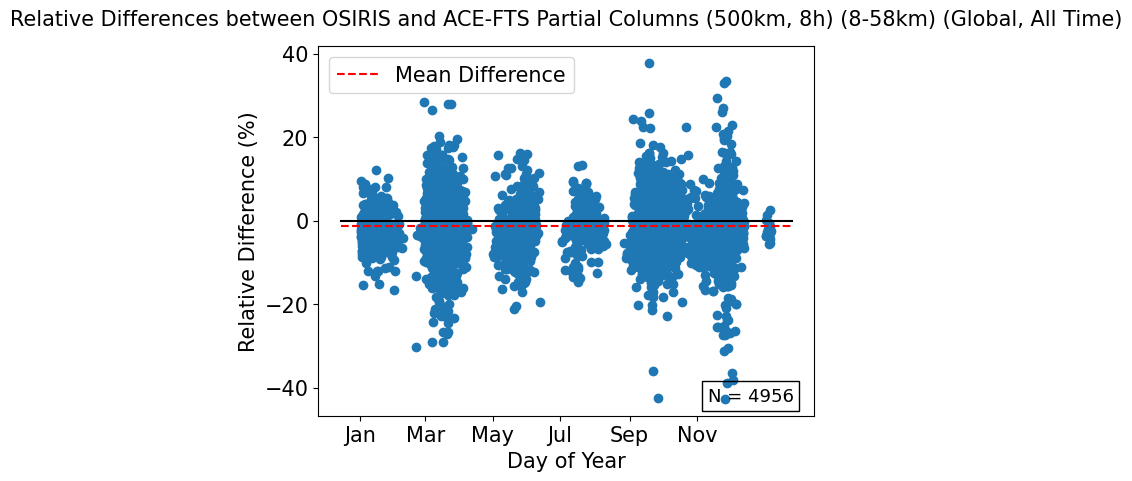 Relative Differences between OSIRIS and ACE-FTS Partial Columns (500km, 8h) (8-58km) (Global, All Time)
Relative Difference (%)
40
20
0
−20
−40
Mean Difference
N = 4956
Jan Mar May Jul Sep Nov
Day of Year